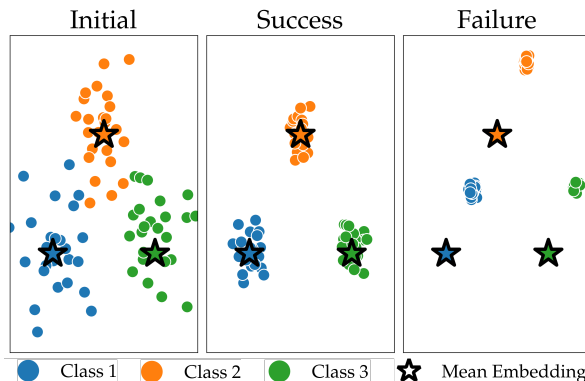 Initial Success Failure
Class 1 Class 2 Class 3 Mean Embedding